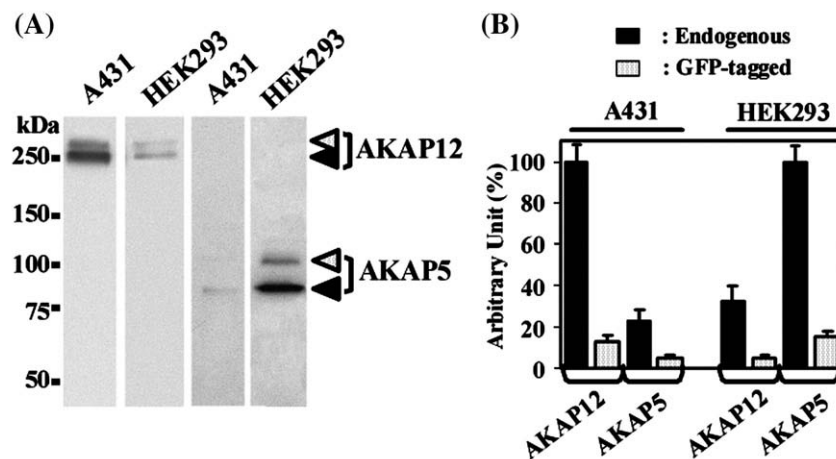 (A)
A431
HEK293
A431
HEK293
kDa
250
150
100
75
50
AKAP12
AKAP5
(B)
: Endogenous
: GFP-tagged
A431
HEK293
Arbitrary Unit (%)
100
80
60
40
20
0
AKAP12
AKAP5
AKAP12
AKAP5